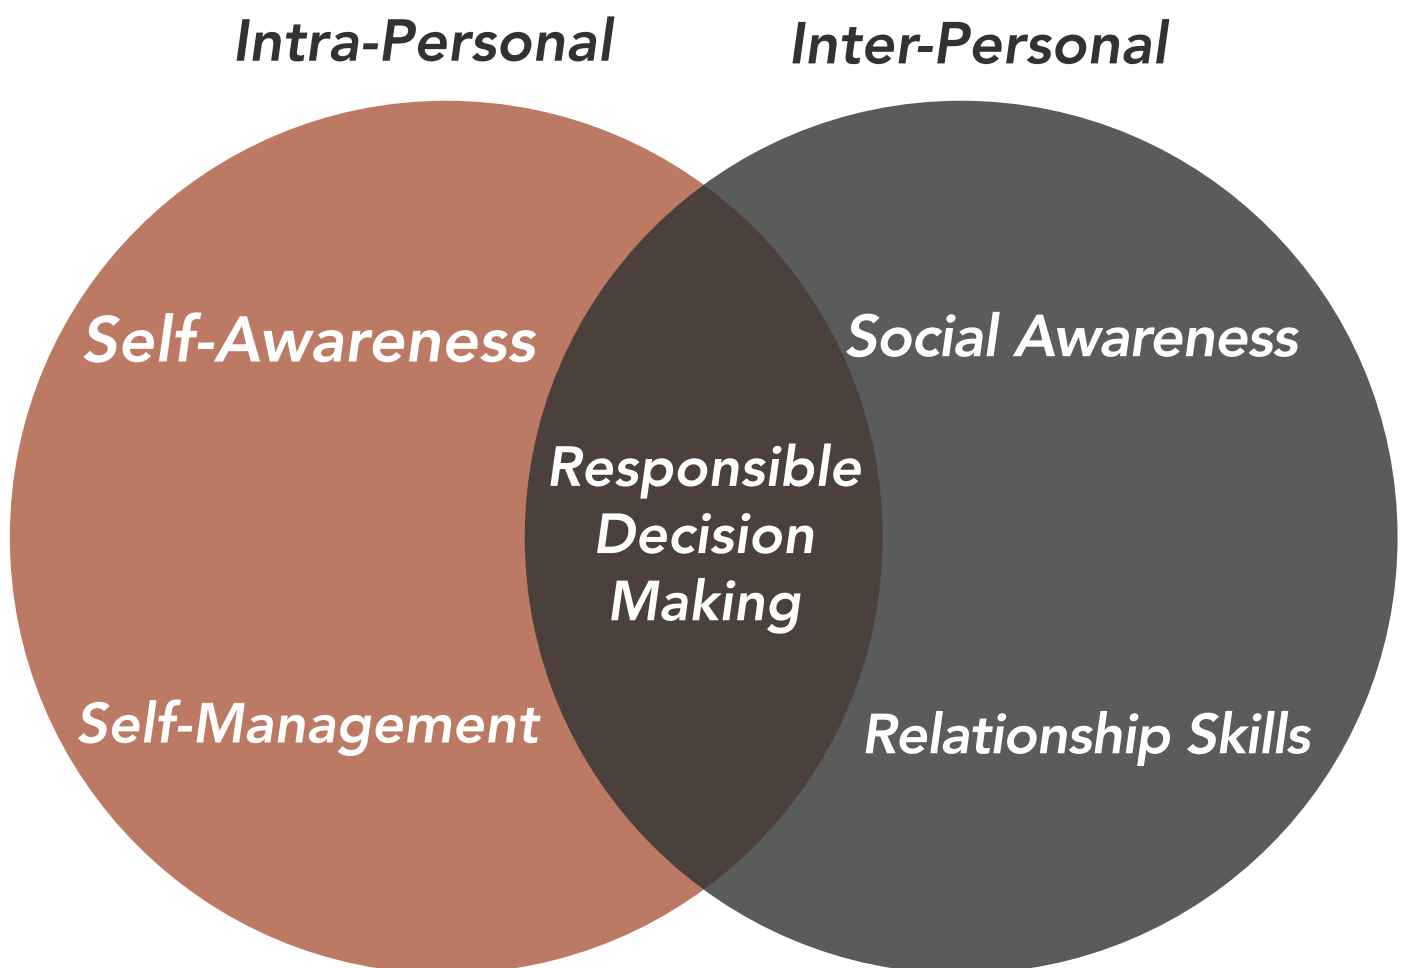 Intra-Personal
Inter-Personal
Self-Awareness
Social Awareness
Responsible
Decision
Making
Self-Management
Relationship Skills